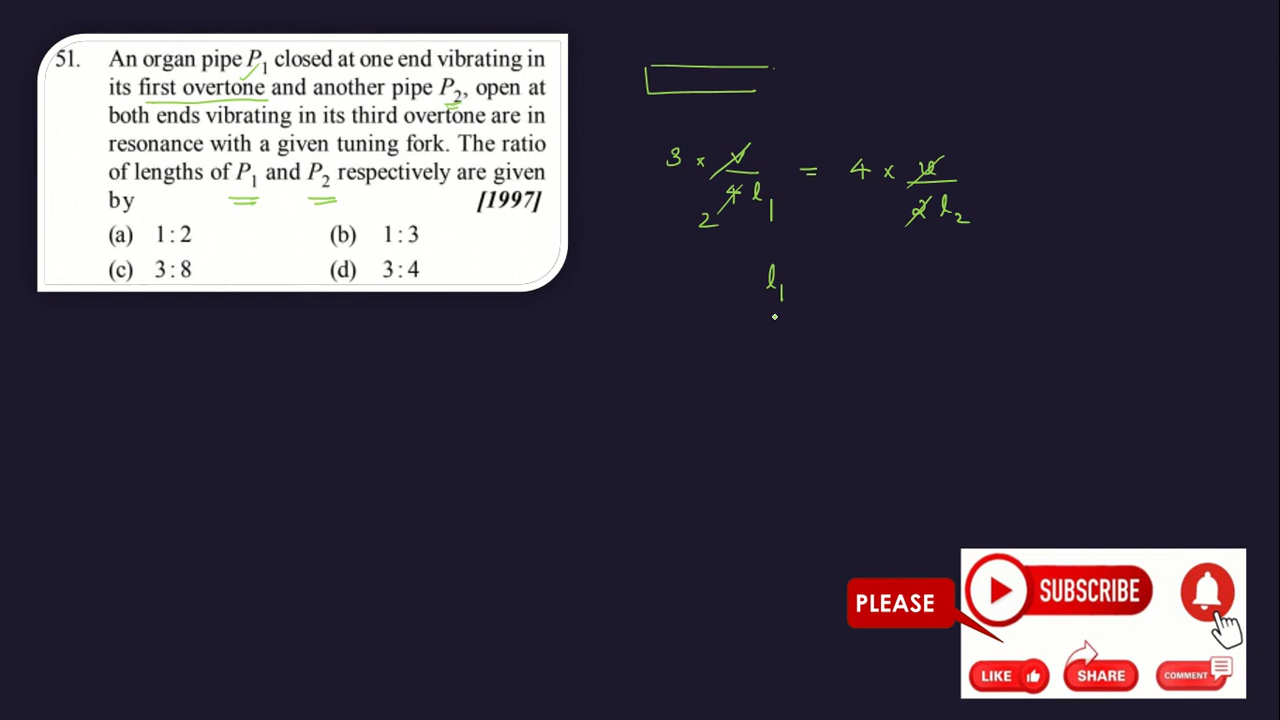 51. An organ pipe P₁ closed at one end vibrating in
its first overtone and another pipe P₂, open at
both ends vibrating in its third overtone are in
resonance with a given tuning fork. The ratio
of lengths of P₁ and P₂ respectively are given
by [1997]
(a) 1 : 2 (b) 1 : 3
(c) 3 : 8 (d) 3 : 4
3 × v/4l₁ = 4 × v/2l₂
2
l₁
PLEASE
SUBSCRIBE
LIKE SHARE COMMENT